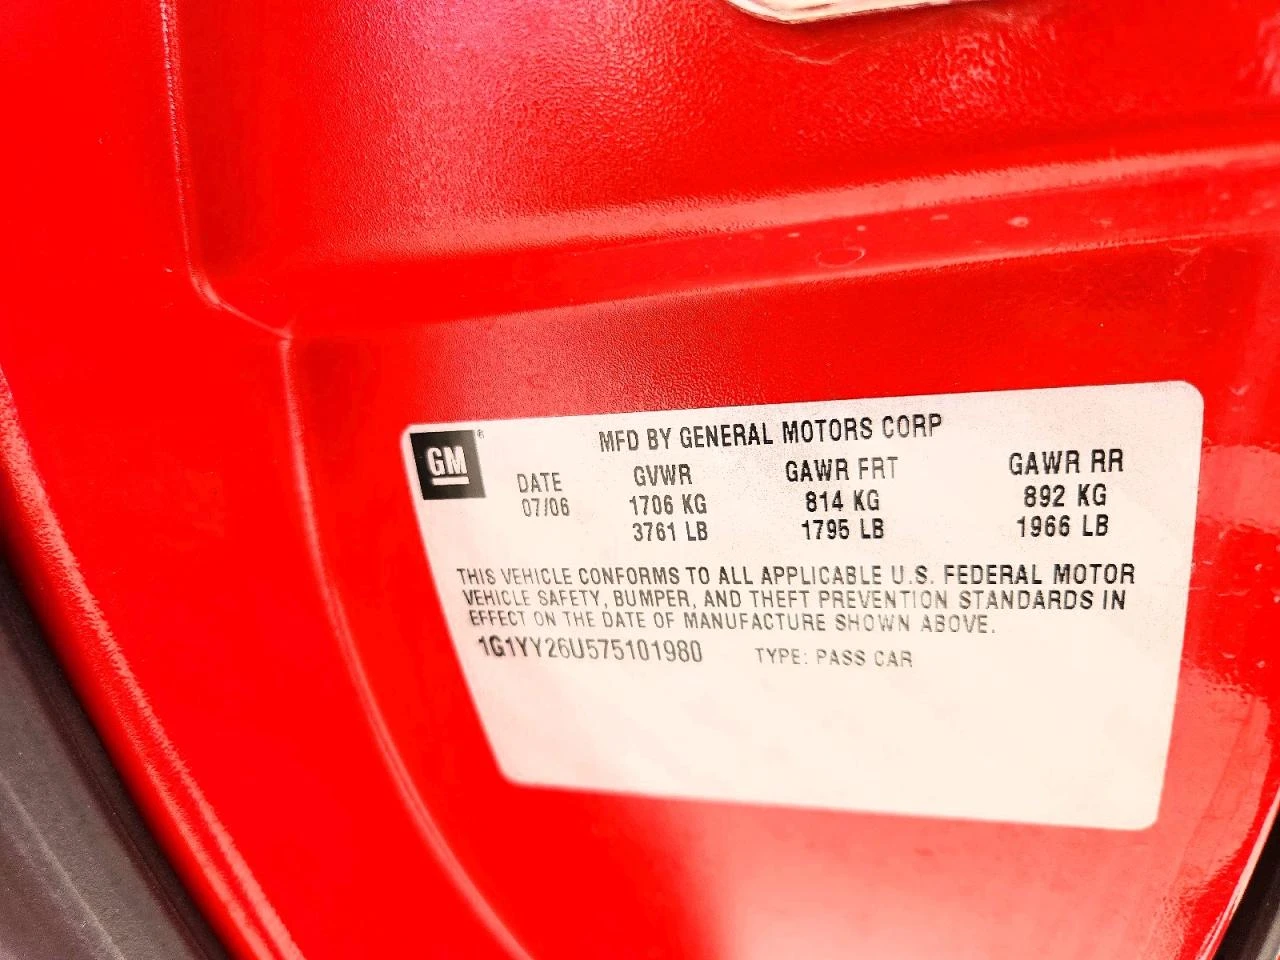 GM®
MFD BY GENERAL MOTORS CORP
DATE GVWR GAWR FRT GAWR RR
07/06 1706 KG 814 KG 892 KG
3761 LB 1795 LB 1966 LB
THIS VEHICLE CONFORMS TO ALL APPLICABLE U.S. FEDERAL MOTOR
VEHICLE SAFETY, BUMPER, AND THEFT PREVENTION STANDARDS IN
EFFECT ON THE DATE OF MANUFACTURE SHOWN ABOVE.
1G1YY26U575101980 TYPE: PASS CAR